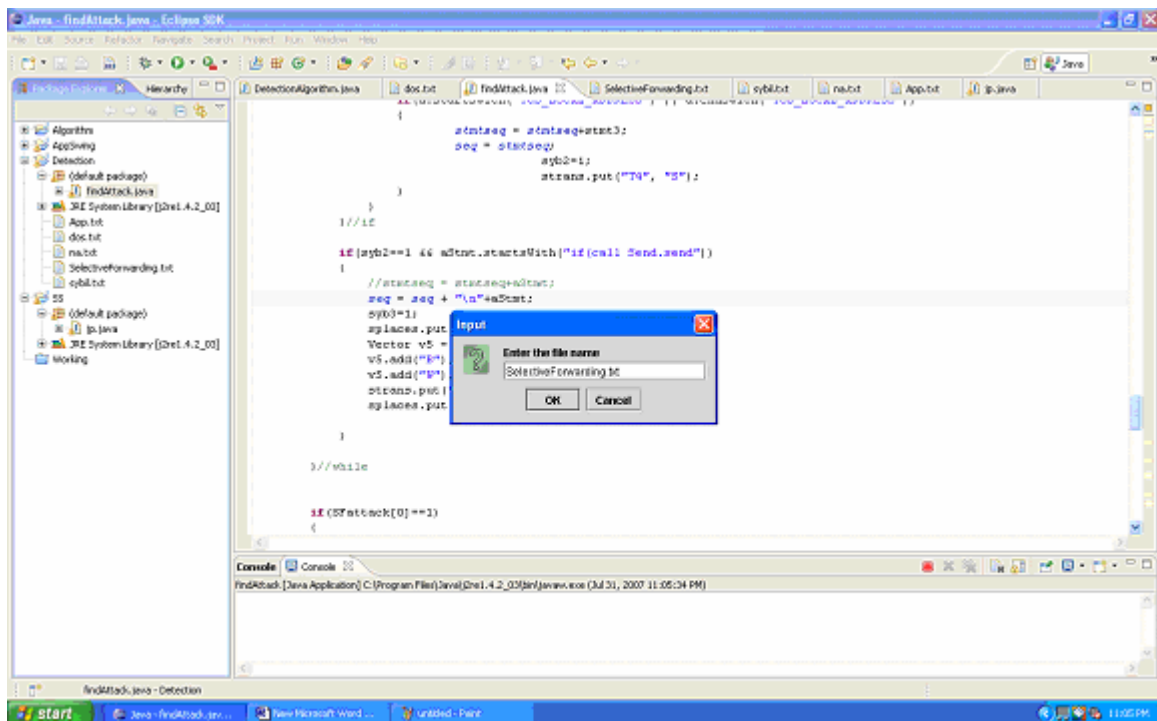 Java - findAttack.java - Eclipse SDK
File Edit Source Refactor Navigate Search Project Run Window Help
Java
Package Explorer Hierarchy
DetectionAlgorithm.java dos.txt findAttack.java SelectiveForwarding.txt sybil.txt na.txt App.txt jp.java
Algorithm
AppSwing
Detection
(default package)
findAttack.java
JRE System Library [j2re1.4.2_03]
App.txt
dos.txt
na.txt
SelectiveForwarding.txt
sybil.txt
SS
(default package)
jp.java
JRE System Library [j2re1.4.2_03]
Working
{
stmtseq = stmtseq+stmt3;
seq = stmtseq;
syb2=1;
strans.put("T4", "S");
}
}
}//if
if(syb2==1 && mStmt.startsWith("if(call Send.send"))
{
//stmtseq = stmtseq+mStmt;
seq = seq + "\n"+mStmt;
syb3=1;
splaces.put
Vector v5 =
v5.add("B")
v5.add("
strans.put("
splaces.put
}
}//while
if(SFattack[0]==1)
{
Input
Enter the file name
SelectiveForwarding.txt
OK Cancel
Console Console
findAttack [Java Application] C:\Program Files\Java\j2re1.4.2_03\bin\javaw.exe (Jul 31, 2007 11:05:34 PM)
findAttack.java - Detection
start Java - findAttack.jav... New Microsoft Word ... untitled - Paint 11:05 PM